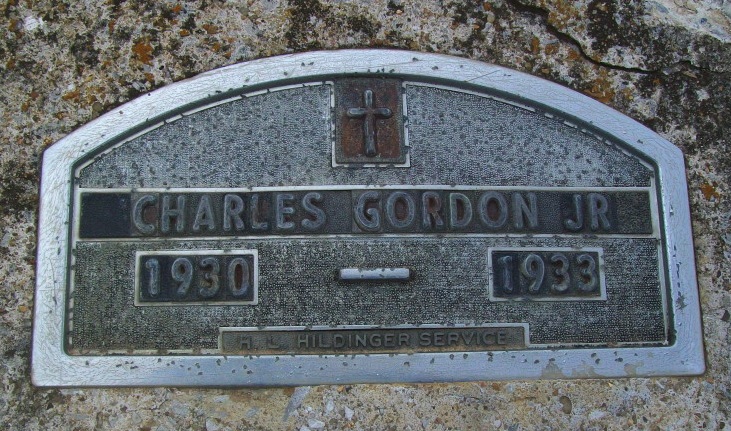 CHARLES GORDON JR
1930 – 1933
H. L. HILDINGER SERVICE